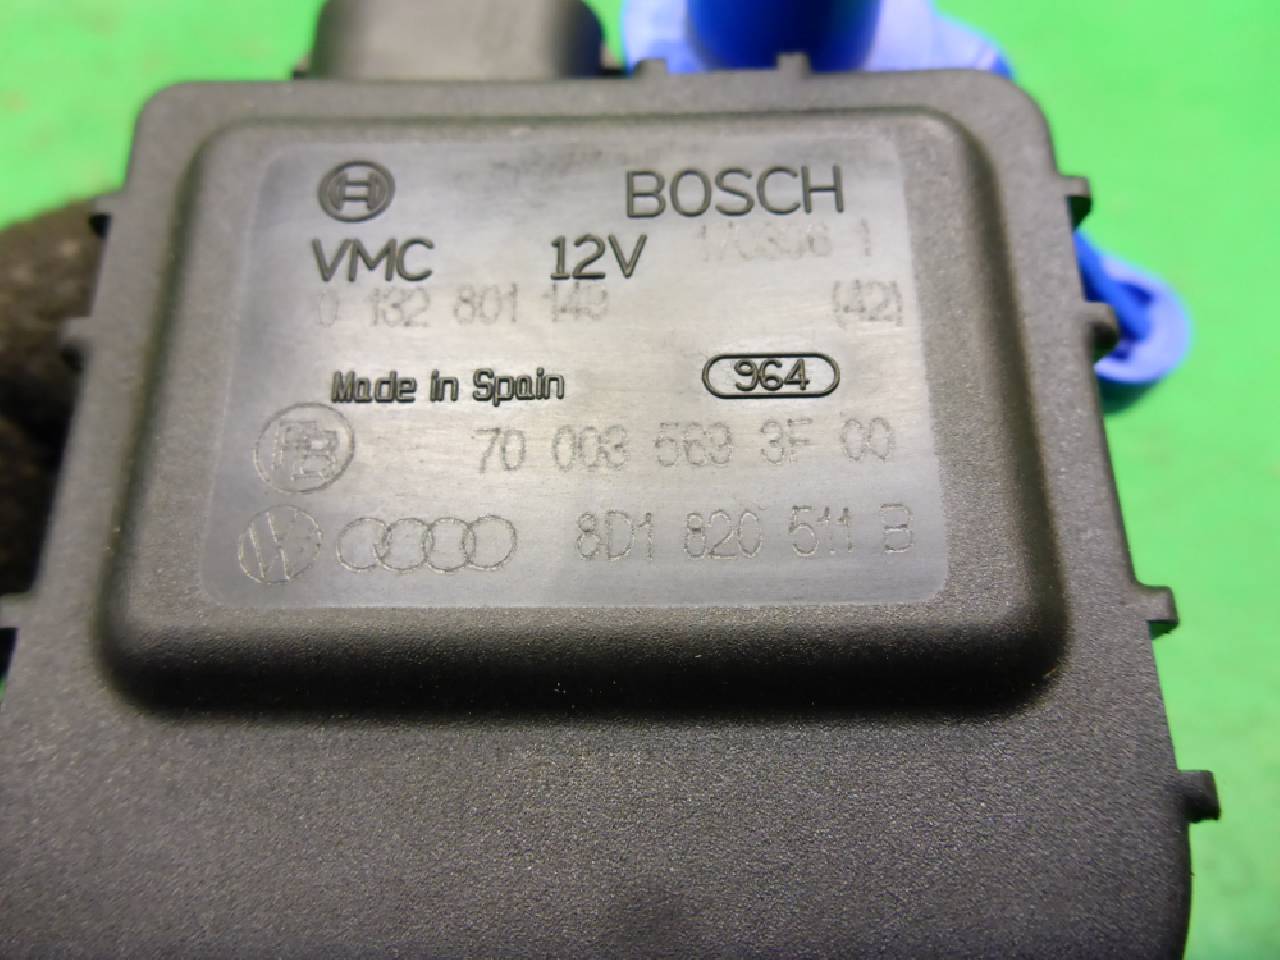 BOSCH
VMC 12V
0 132 801 149 (42)
Made in Spain 964
70 003 563 3F 00
8D1 820 511 B